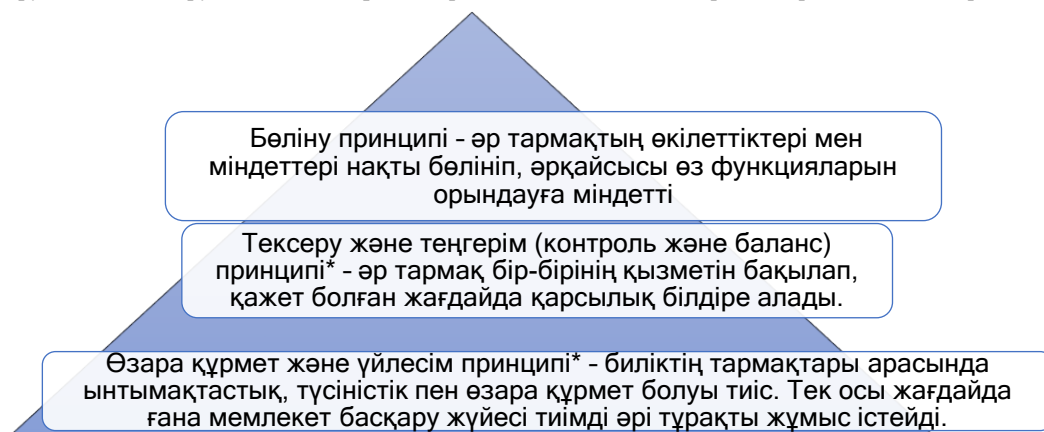 Бөліну принципі – әр тармақтың өкілеттіктері мен
міндеттері нақты бөлініп, әрқайсысы өз функцияларын
орындауға міндетті
Тексеру және теңгерім (контроль және баланс)
принципі* – әр тармақ бір-бірінің қызметін бақылап,
қажет болған жағдайда қарсылық білдіре алады.
Өзара құрмет және үйлесім принципі* – биліктің тармақтары арасында
ынтымақтастық, түсіністік пен өзара құрмет болуы тиіс. Тек осы жағдайда
ғана мемлекет басқару жүйесі тиімді әрі тұрақты жұмыс істейді.